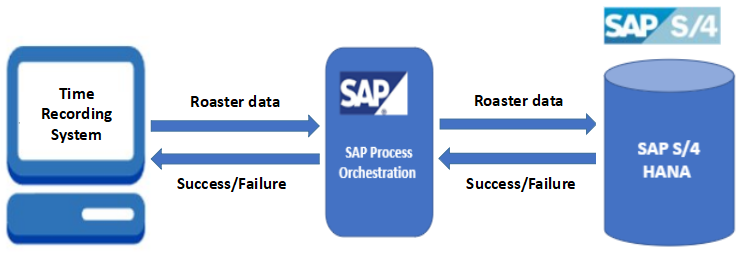 SAP S/4
Time
Recording
System
Roaster data
Success/Failure
SAP
SAP Process
Orchestration
Roaster data
Success/Failure
SAP S/4
HANA